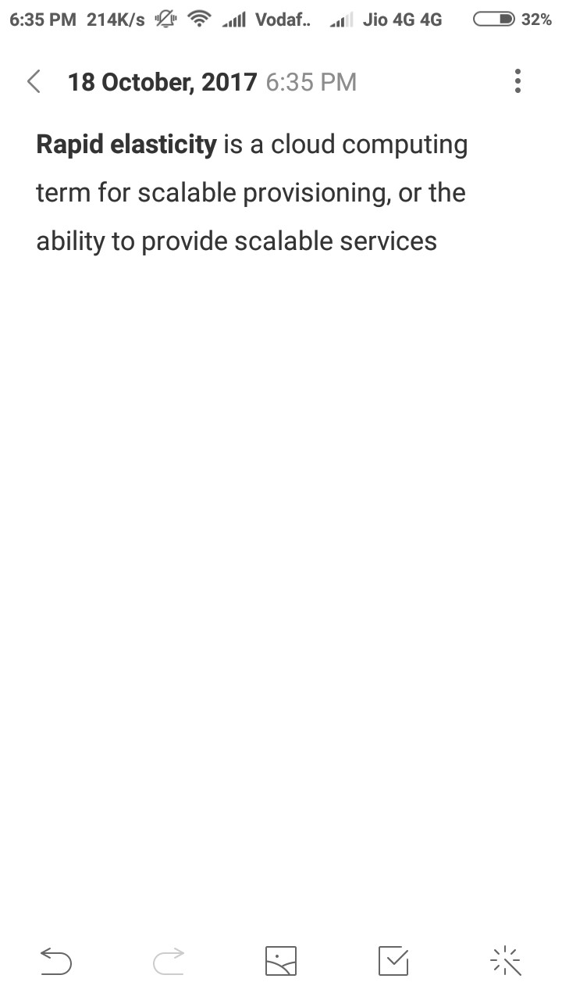 6:35 PM 214K/s Vodaf.. Jio 4G 4G 32%
18 October, 2017 6:35 PM
Rapid elasticity is a cloud computing
term for scalable provisioning, or the
ability to provide scalable services